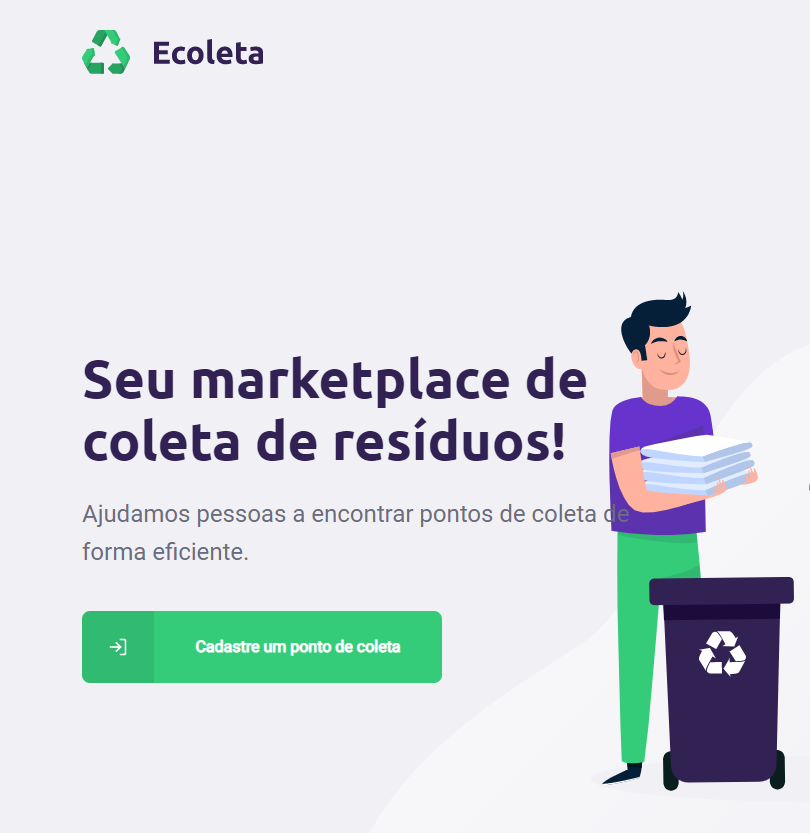 Ecoleta
Seu marketplace de
coleta de resíduos!
Ajudamos pessoas a encontrar pontos de coleta de
forma eficiente.
Cadastre um ponto de coleta